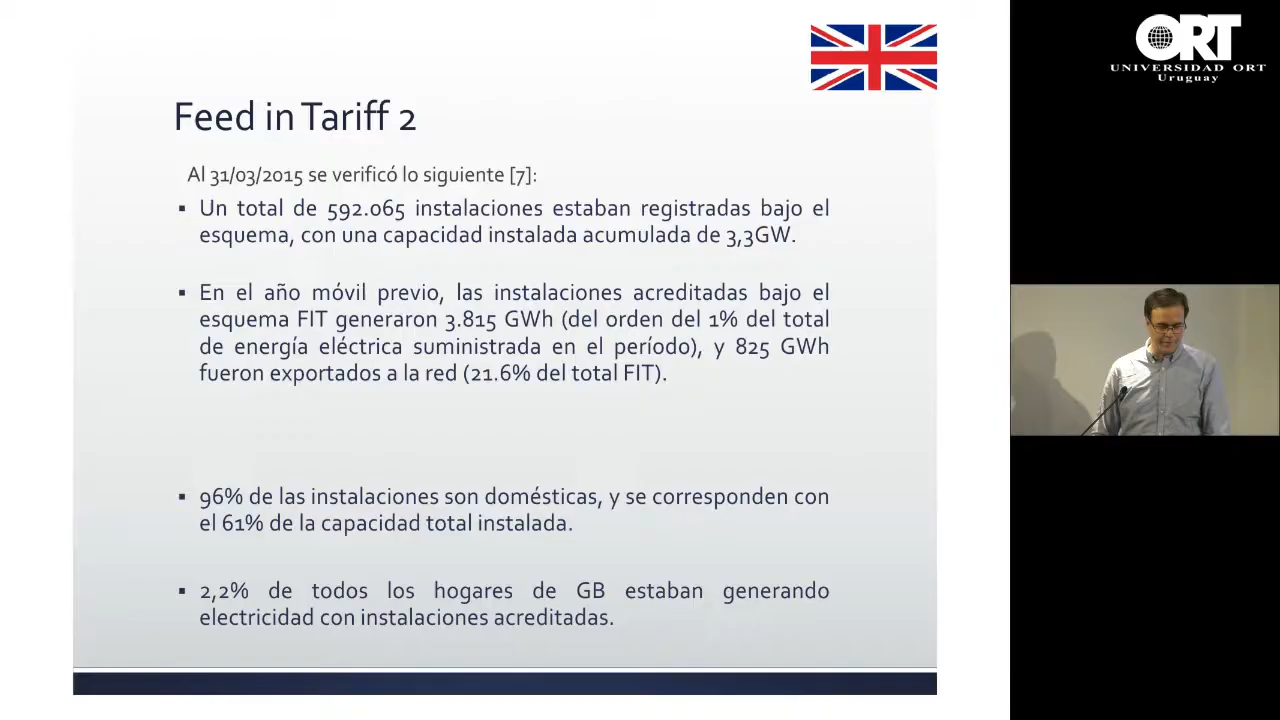 ORT
UNIVERSIDAD ORT
Uruguay
Feed in Tariff 2
Al 31/03/2015 se verificó lo siguiente [7]:
▪ Un total de 592.065 instalaciones estaban registradas bajo el
esquema, con una capacidad instalada acumulada de 3,3GW.
▪ En el año móvil previo, las instalaciones acreditadas bajo el
esquema FIT generaron 3.815 GWh (del orden del 1% del total
de energía eléctrica suministrada en el período), y 825 GWh
fueron exportados a la red (21.6% del total FIT).
▪ 96% de las instalaciones son domésticas, y se corresponden con
el 61% de la capacidad total instalada.
▪ 2,2% de todos los hogares de GB estaban generando
electricidad con instalaciones acreditadas.